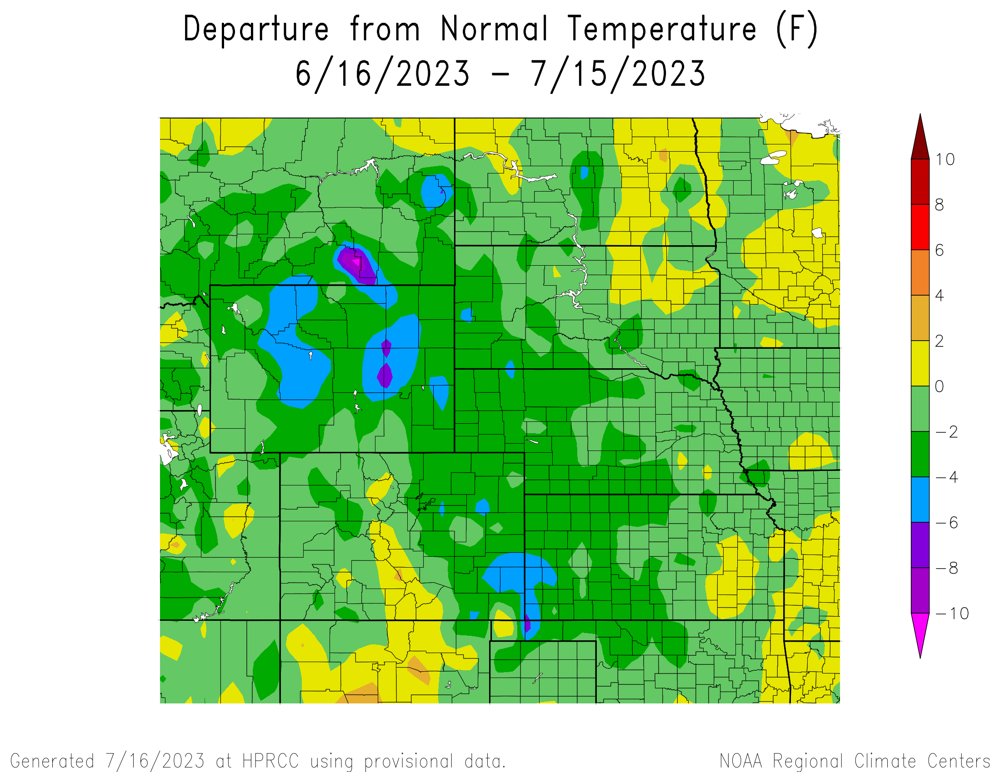 Departure from Normal Temperature (F)
6/16/2023 – 7/15/2023
10
8
6
4
2
0
−2
−4
−6
−8
−10
Generated 7/16/2023 at HPRCC using provisional data.
NOAA Regional Climate Centers